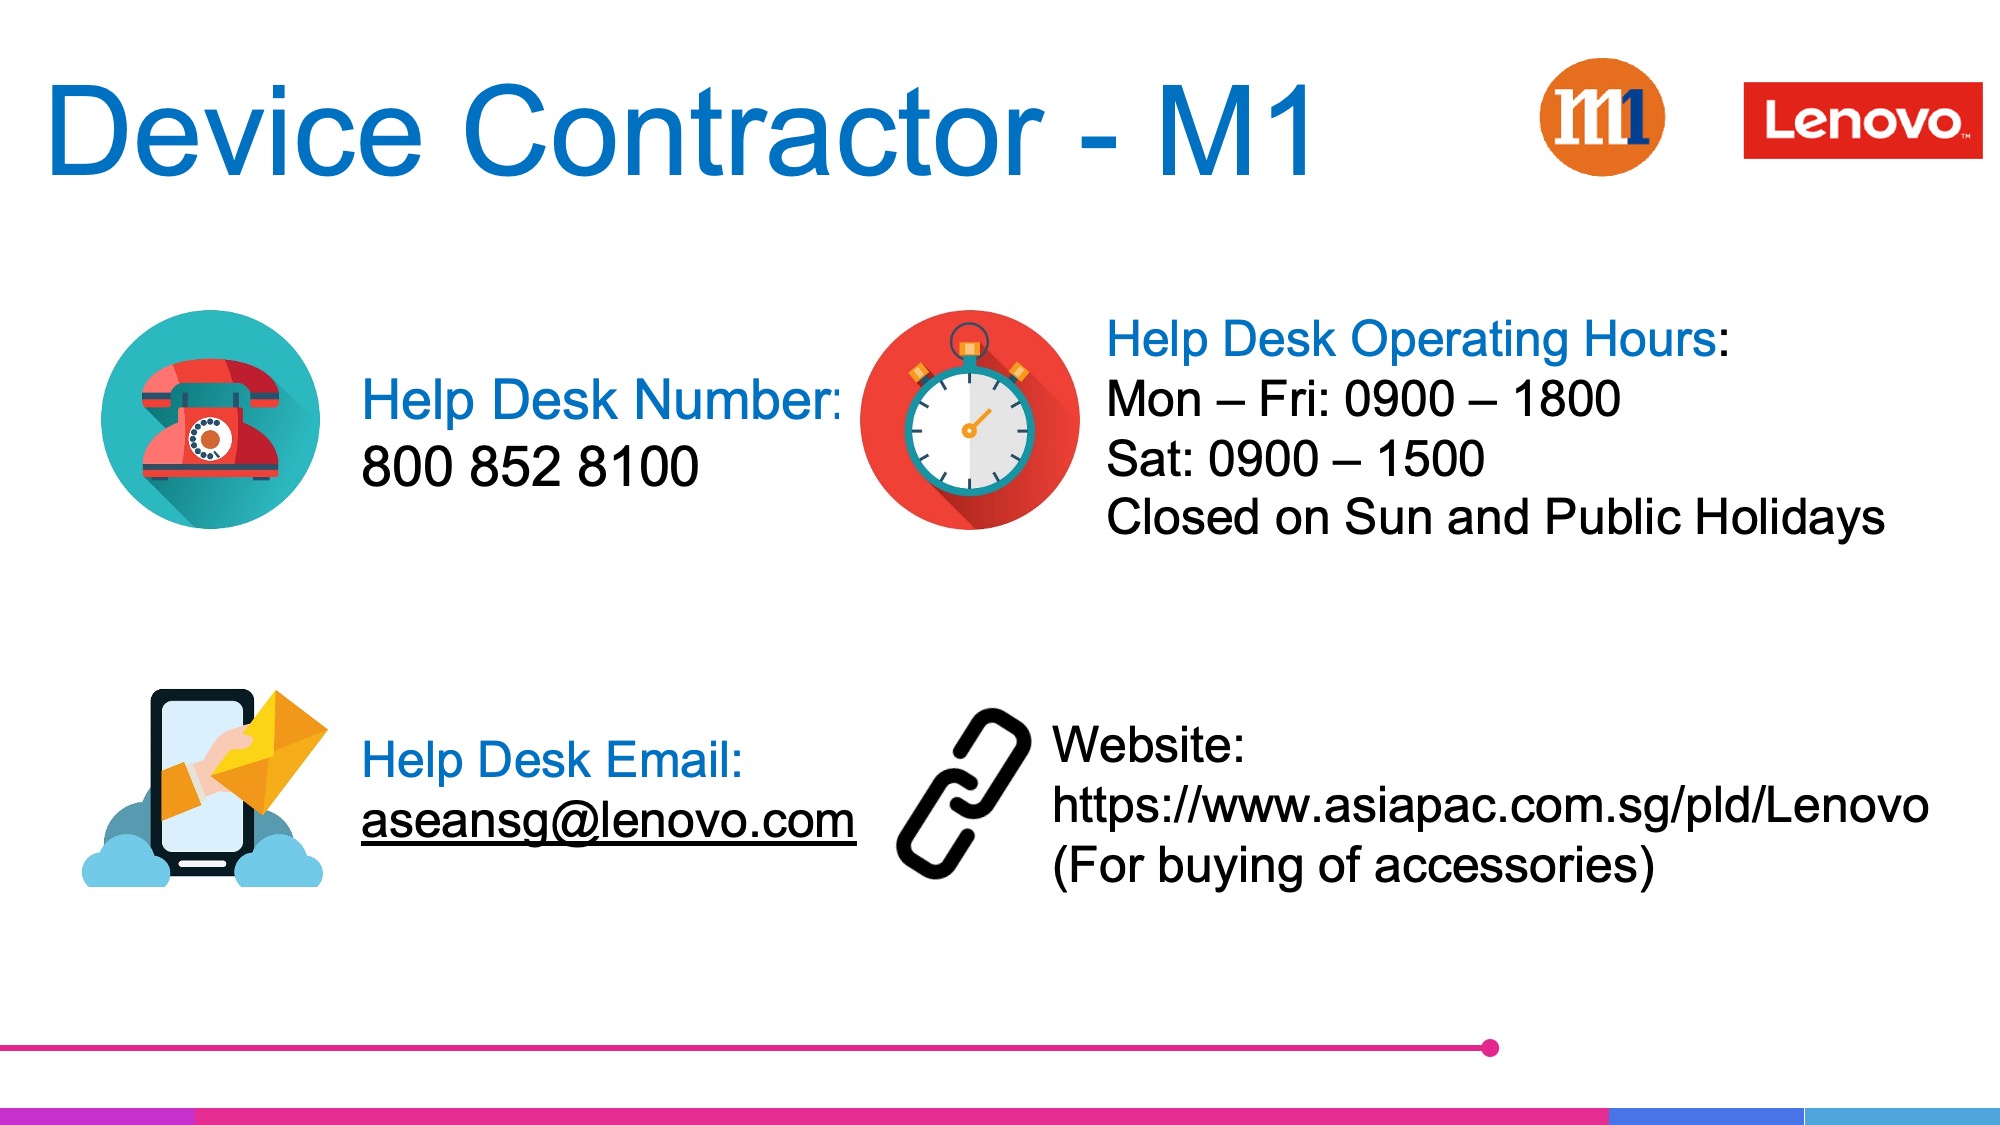 Device Contractor - M1
m1
Lenovo™
Help Desk Number:
800 852 8100
Help Desk Operating Hours:
Mon – Fri: 0900 – 1800
Sat: 0900 – 1500
Closed on Sun and Public Holidays
Help Desk Email:
aseansg@lenovo.com
Website:
https://www.asiapac.com.sg/pld/Lenovo
(For buying of accessories)